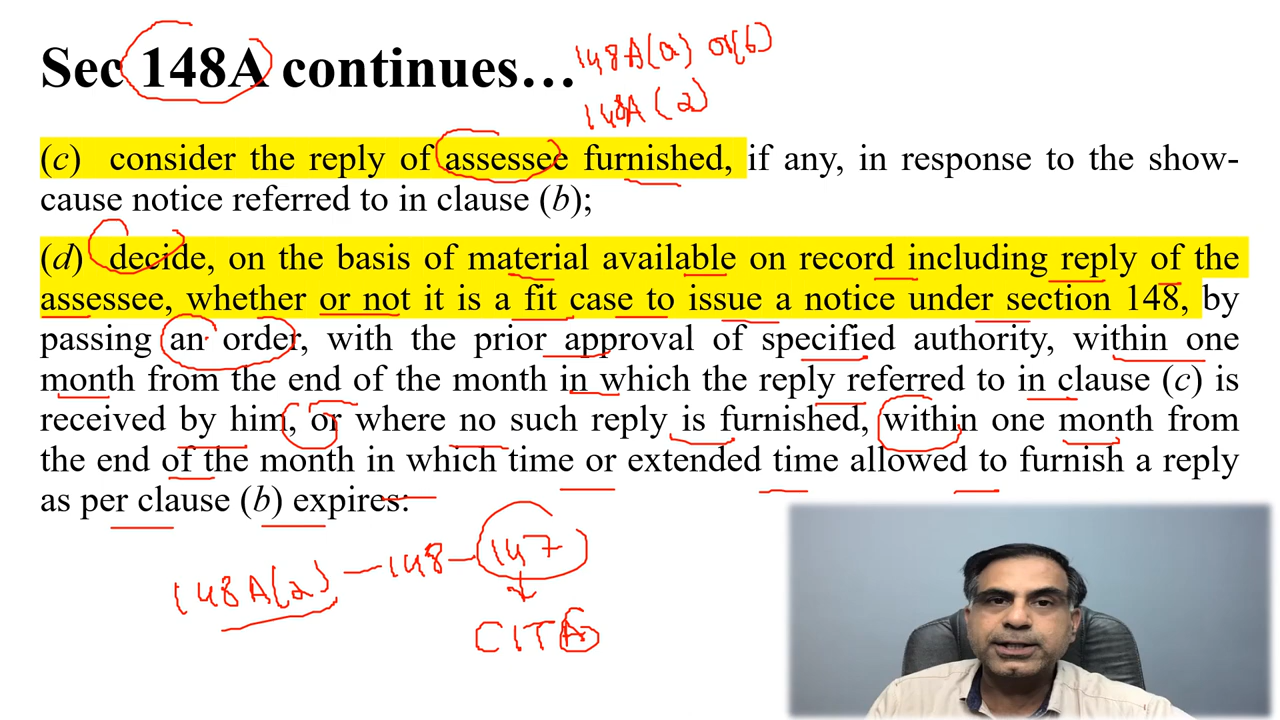 Sec 148A continues…
148A(a) or(b)
148A(2)
(c) consider the reply of assessee furnished, if any, in response to the show-
cause notice referred to in clause (b);
(d) decide, on the basis of material available on record including reply of the
assessee, whether or not it is a fit case to issue a notice under section 148, by
passing an order, with the prior approval of specified authority, within one
month from the end of the month in which the reply referred to in clause (c) is
received by him, or where no such reply is furnished, within one month from
the end of the month in which time or extended time allowed to furnish a reply
as per clause (b) expires:
148A(2) — 148 — 147
CITA